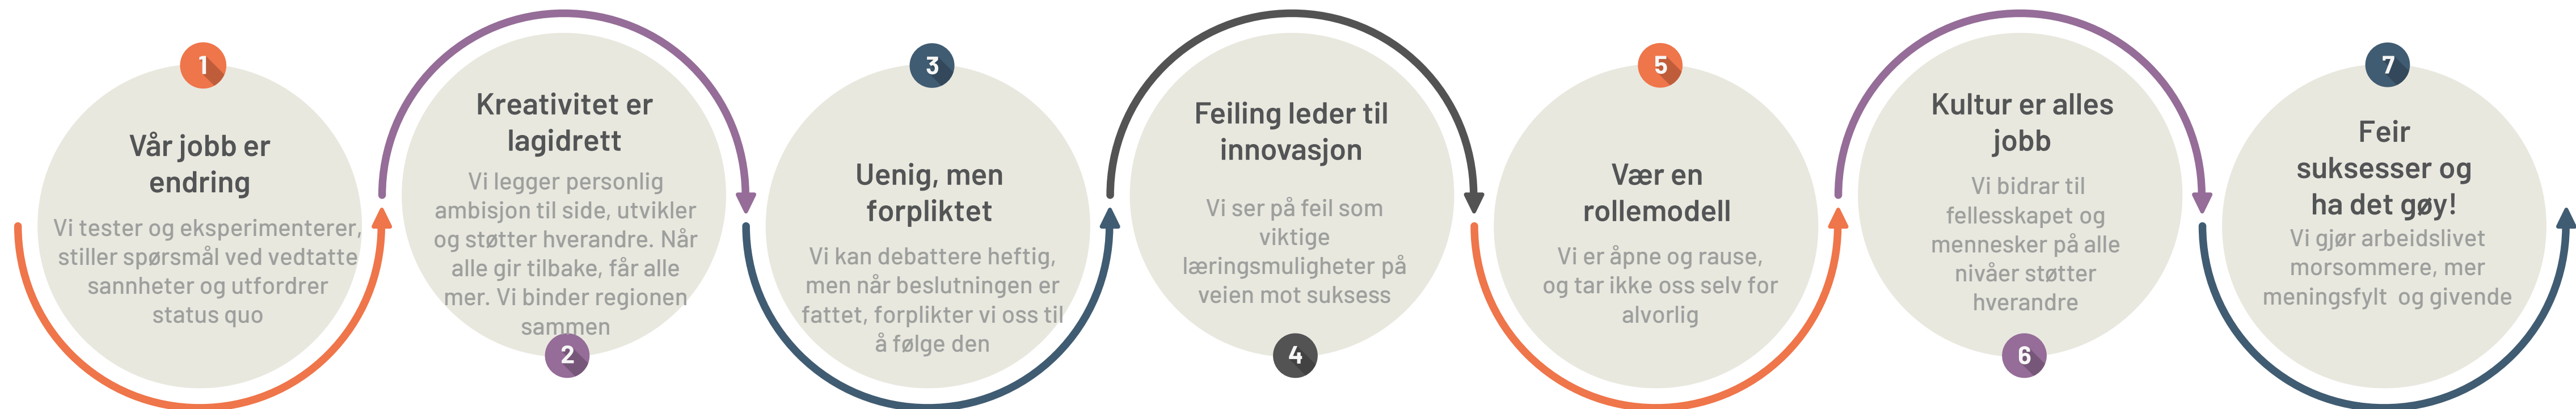 1
Vår jobb er
endring
Vi tester og eksperimenterer,
stiller spørsmål ved vedtatte
sannheter og utfordrer
status quo
Kreativitet er
lagidrett
Vi legger personlig
ambisjon til side, utvikler
og støtter hverandre. Når
alle gir tilbake, får alle
mer. Vi binder regionen
sammen
2
3
Uenig, men
forpliktet
Vi kan debattere heftig,
men når beslutningen er
fattet, forplikter vi oss til
å følge den
Feiling leder til
innovasjon
Vi ser på feil som
viktige
læringsmuligheter på
veien mot suksess
4
5
Vær en
rollemodell
Vi er åpne og rause,
og tar ikke oss selv for
alvorlig
Kultur er alles
jobb
Vi bidrar til
fellesskapet og
mennesker på alle
nivåer støtter
hverandre
6
7
Feir
suksesser og
ha det gøy!
Vi gjør arbeidslivet
morsommere, mer
meningsfylt og givende